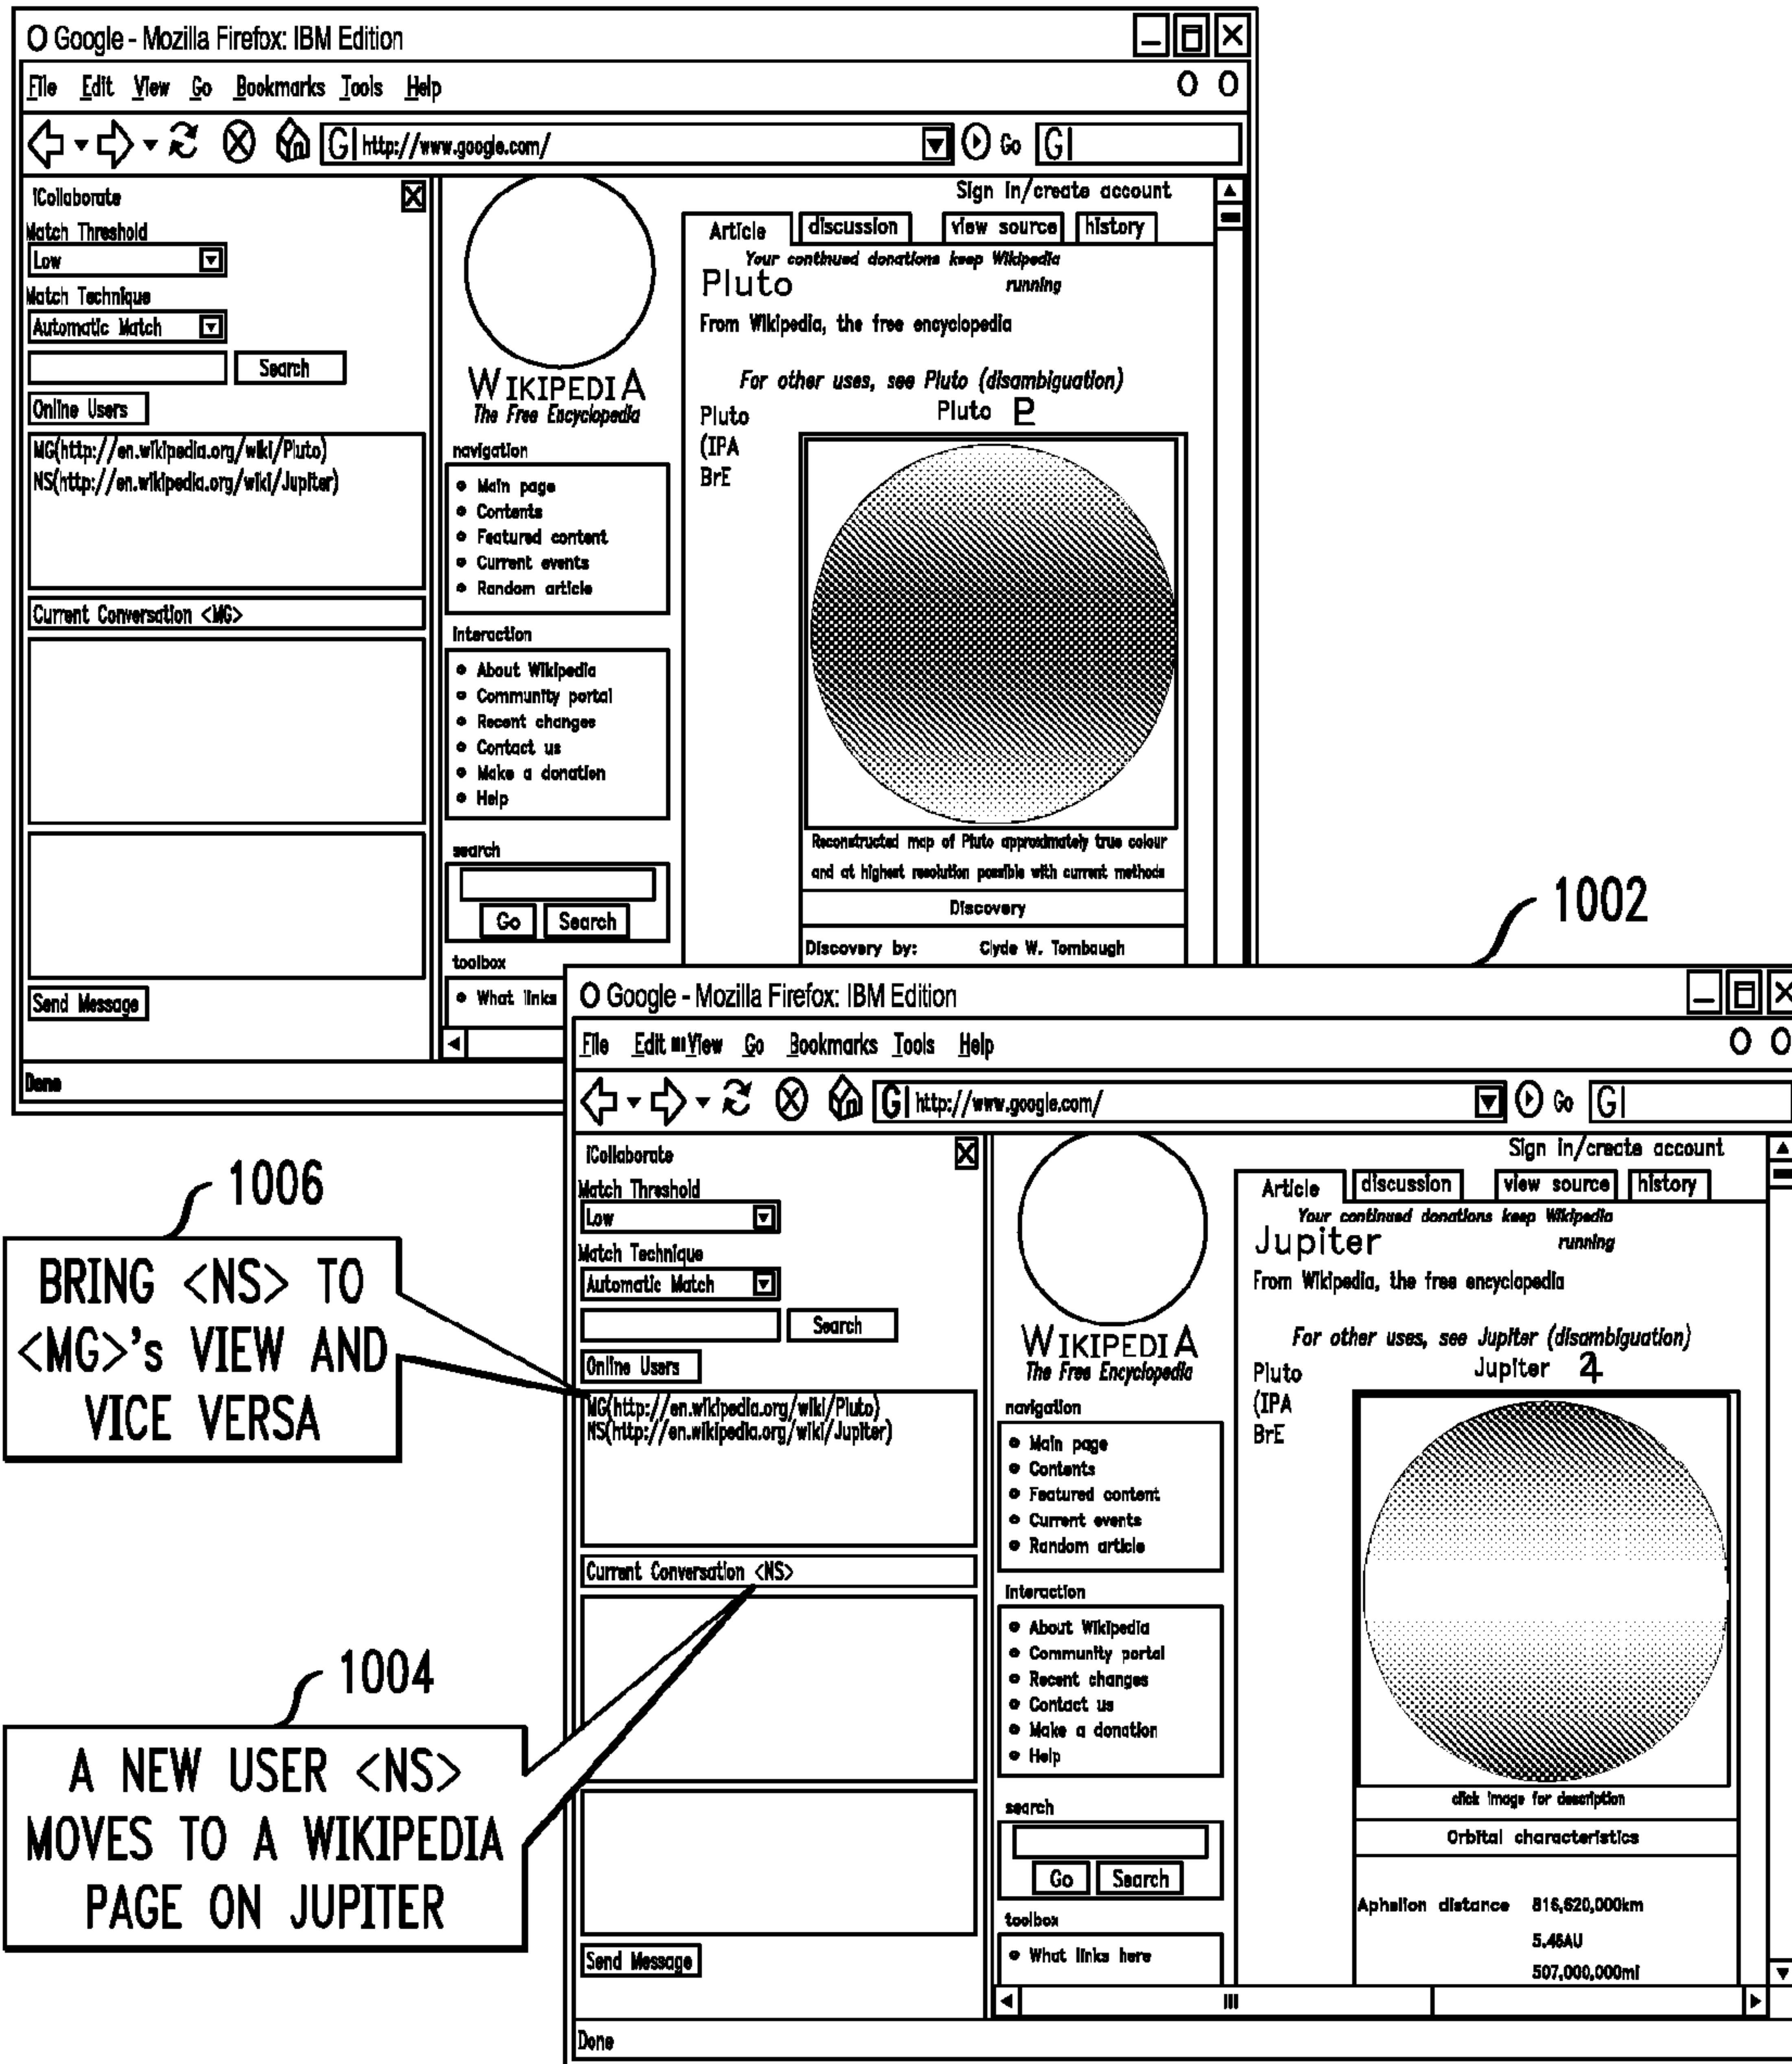 Google - Mozilla Firefox: IBM Edition
File Edit View Go Bookmarks Tools Help
G http://www.google.com/ Go G
iCollaborate
Match Threshold
Low
Match Technique
Automatic Match
Search
Online Users
MG(http://en.wikipedia.org/wiki/Pluto)
NS(http://en.wikipedia.org/wiki/Jupiter)
Current Conversation <MG>
Send Message
Done
WIKIPEDIA
The Free Encyclopedia
navigation
Main page
Contents
Featured content
Current events
Random article
interaction
About Wikipedia
Community portal
Recent changes
Contact us
Make a donation
Help
search
Go Search
toolbox
What links
Sign in/create account
Article discussion view source history
Your continued donations keep Wikipedia
running
Pluto
From Wikipedia, the free encyclopedia
For other uses, see Pluto (disambiguation)
Pluto P
Pluto
(IPA
BrE
Reconstructed map of Pluto approximately true colour
and at highest resolution possible with current methods
Discovery
Discovery by: Clyde W. Tombaugh
1002
Google - Mozilla Firefox: IBM Edition
File Edit View Go Bookmarks Tools Help
G http://www.google.com/ Go G
iCollaborate
Match Threshold
Low
Match Technique
Automatic Match
Search
Online Users
MG(http://en.wikipedia.org/wiki/Pluto)
NS(http://en.wikipedia.org/wiki/Jupiter)
Current Conversation <NS>
Send Message
Done
WIKIPEDIA
The Free Encyclopedia
navigation
Main page
Contents
Featured content
Current events
Random article
interaction
About Wikipedia
Community portal
Recent changes
Contact us
Make a donation
Help
search
Go Search
toolbox
What links here
Sign in/create account
Article discussion view source history
Your continued donations keep Wikipedia
running
Jupiter
From Wikipedia, the free encyclopedia
For other uses, see Jupiter (disambiguation)
Jupiter ♃
Pluto
(IPA
BrE
click image for description
Orbital characteristics
Aphelion distance 816,620,000km
5.46AU
507,000,000mi
1006
BRING <NS> TO
<MG>'s VIEW AND
VICE VERSA
1004
A NEW USER <NS>
MOVES TO A WIKIPEDIA
PAGE ON JUPITER